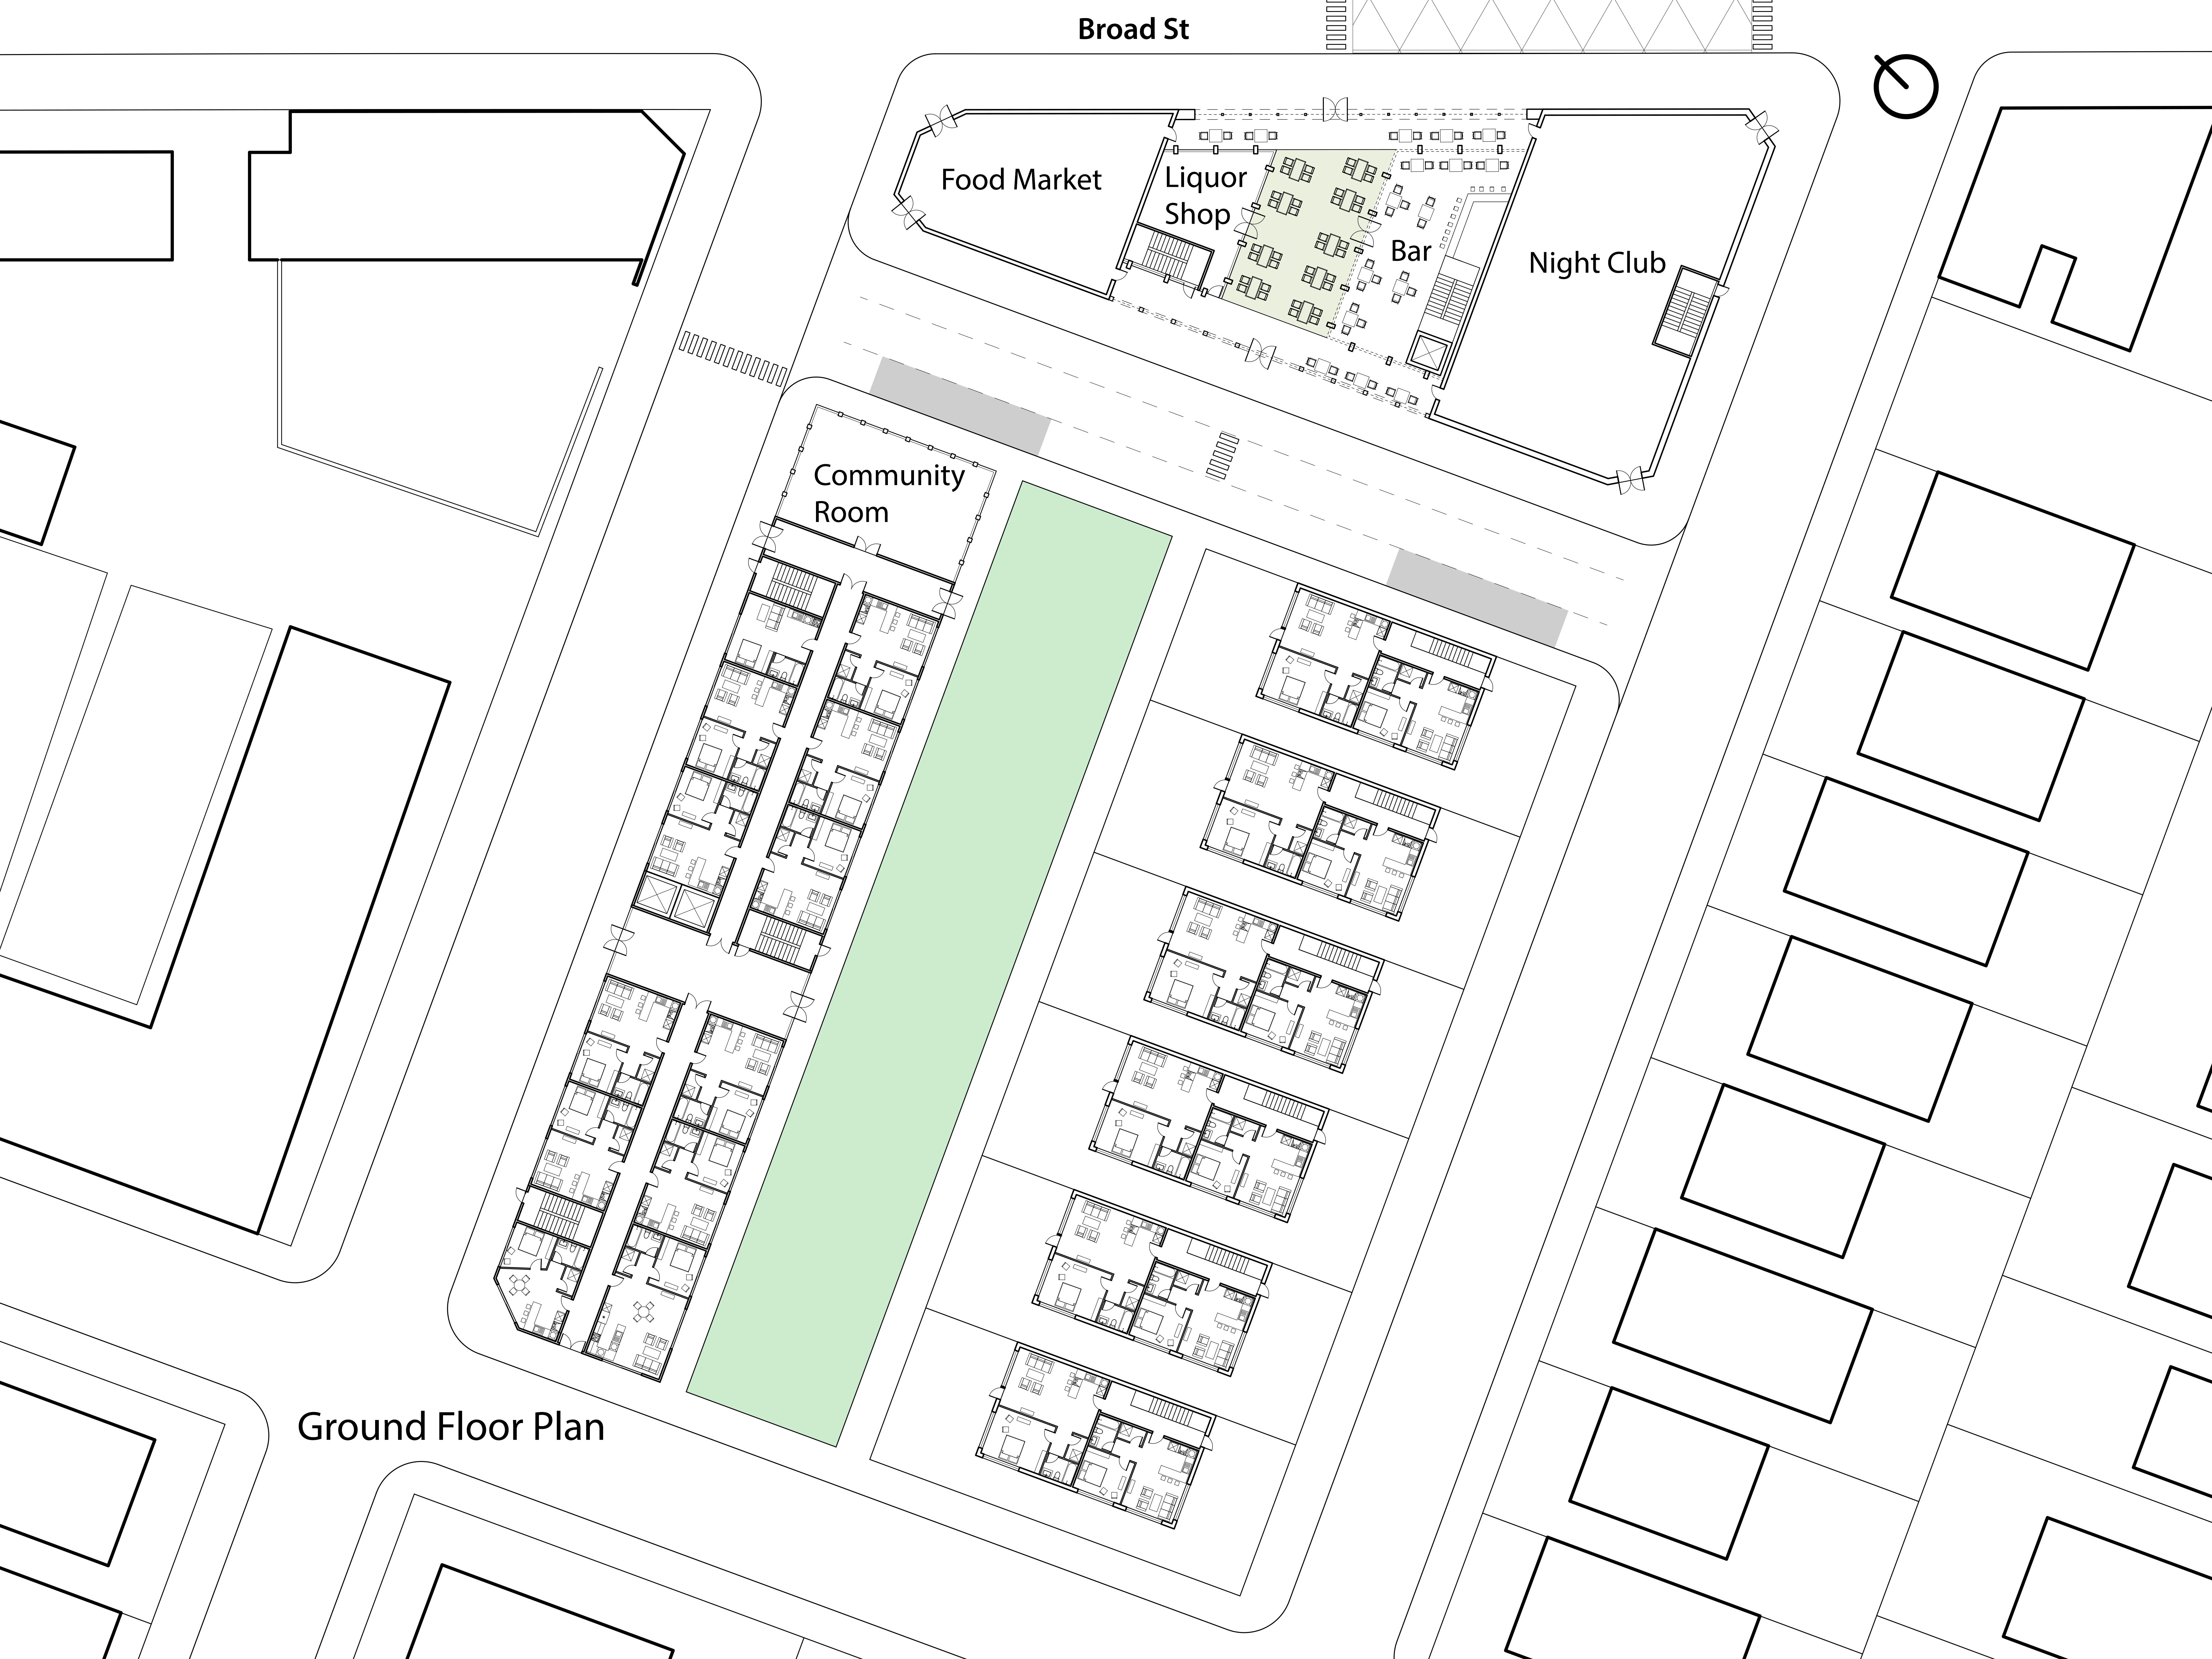 Broad St
Food Market
Liquor
Shop
Bar
Night Club
Community
Room
Ground Floor Plan